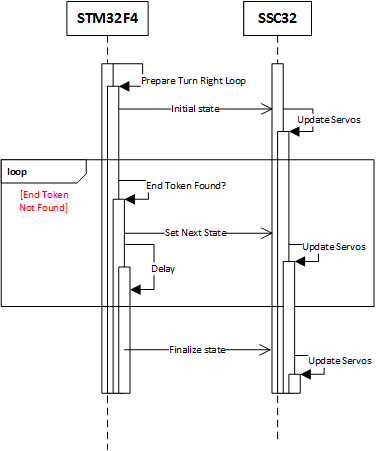 STM32F4
SSC32
Prepare Turn Right Loop
Initial state
Update Servos
loop
[End Token
Not Found]
End Token Found?
Set Next State
Update Servos
Delay
Finalize state
Update Servos